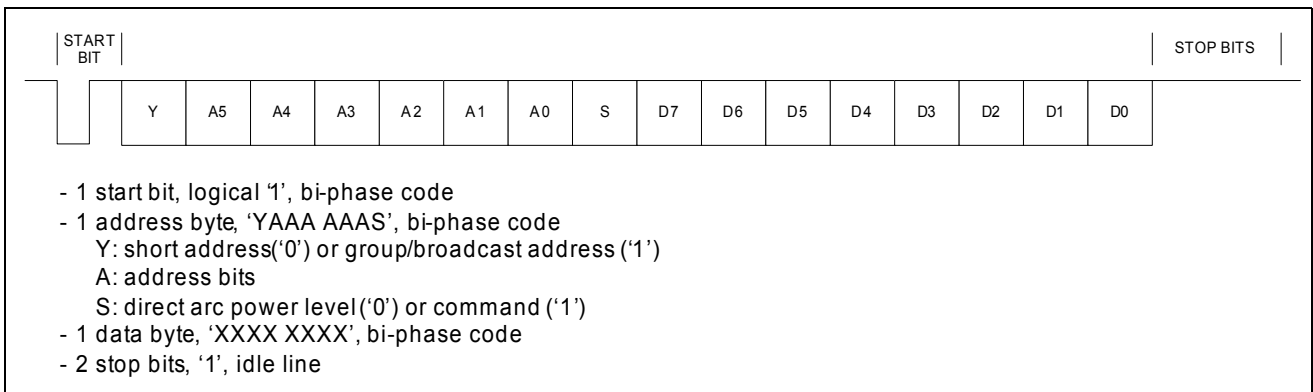 START BIT
STOP BITS
Y A5 A4 A3 A2 A1 A0 S D7 D6 D5 D4 D3 D2 D1 D0
- 1 start bit, logical ‘1’, bi-phase code
- 1 address byte, ‘YAAA AAAS’, bi-phase code
Y: short address(‘0’) or group/broadcast address (‘1’)
A: address bits
S: direct arc power level (‘0’) or command (‘1’)
- 1 data byte, ‘XXXX XXXX’, bi-phase code
- 2 stop bits, ‘1’, idle line